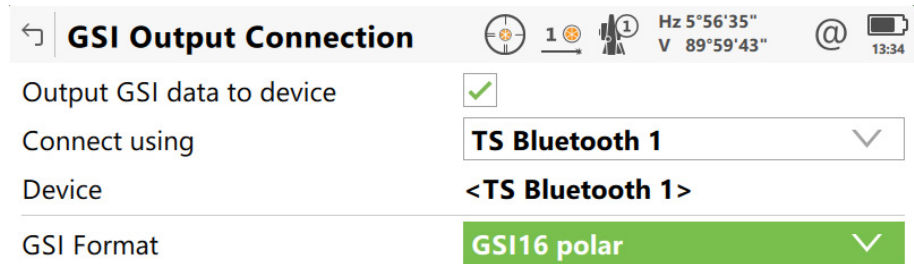 GSI Output Connection
1
1
Hz 5°56'35"
V 89°59'43"
@
13:34
Output GSI data to device
Connect using TS Bluetooth 1
Device <TS Bluetooth 1>
GSI Format GSI16 polar